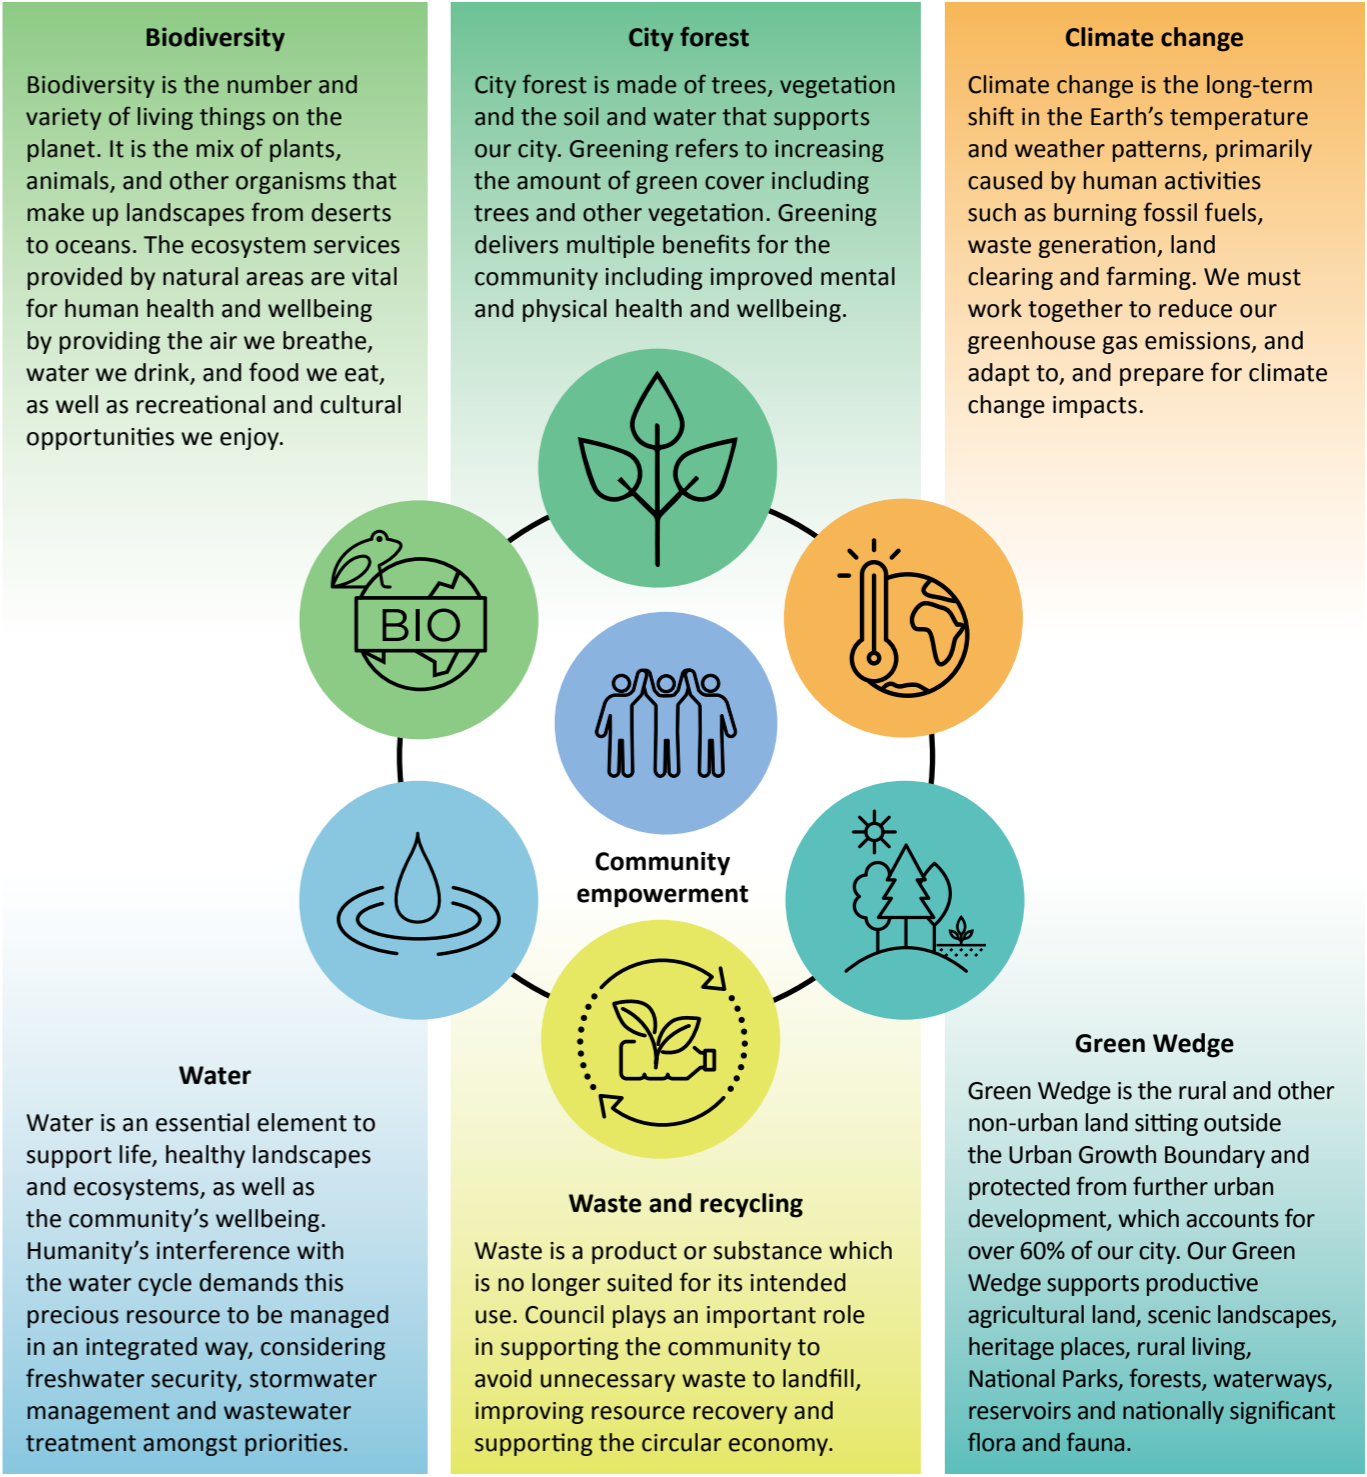 Biodiversity
Biodiversity is the number and
variety of living things on the
planet. It is the mix of plants,
animals, and other organisms that
make up landscapes from deserts
to oceans. The ecosystem services
provided by natural areas are vital
for human health and wellbeing
by providing the air we breathe,
water we drink, and food we eat,
as well as recreational and cultural
opportunities we enjoy.
City forest
City forest is made of trees, vegetation
and the soil and water that supports
our city. Greening refers to increasing
the amount of green cover including
trees and other vegetation. Greening
delivers multiple benefits for the
community including improved mental
and physical health and wellbeing.
Climate change
Climate change is the long-term
shift in the Earth’s temperature
and weather patterns, primarily
caused by human activities
such as burning fossil fuels,
waste generation, land
clearing and farming. We must
work together to reduce our
greenhouse gas emissions, and
adapt to, and prepare for climate
change impacts.
BIO
Community
empowerment
Water
Water is an essential element to
support life, healthy landscapes
and ecosystems, as well as
the community’s wellbeing.
Humanity’s interference with
the water cycle demands this
precious resource to be managed
in an integrated way, considering
freshwater security, stormwater
management and wastewater
treatment amongst priorities.
Waste and recycling
Waste is a product or substance which
is no longer suited for its intended
use. Council plays an important role
in supporting the community to
avoid unnecessary waste to landfill,
improving resource recovery and
supporting the circular economy.
Green Wedge
Green Wedge is the rural and other
non-urban land sitting outside
the Urban Growth Boundary and
protected from further urban
development, which accounts for
over 60% of our city. Our Green
Wedge supports productive
agricultural land, scenic landscapes,
heritage places, rural living,
National Parks, forests, waterways,
reservoirs and nationally significant
flora and fauna.